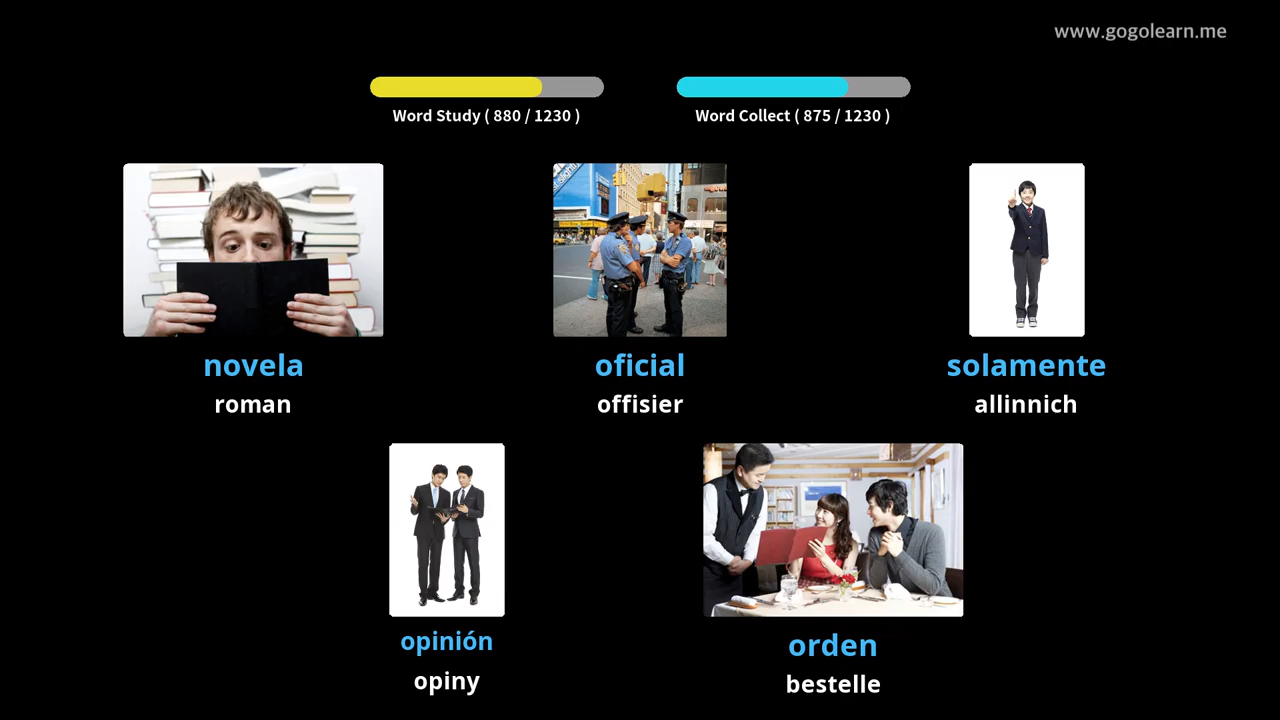 www.gogolearn.me
Word Study ( 880 / 1230 )
Word Collect ( 875 / 1230 )
novela
roman
oficial
offisier
solamente
allinnich
opinión
opiny
orden
bestelle